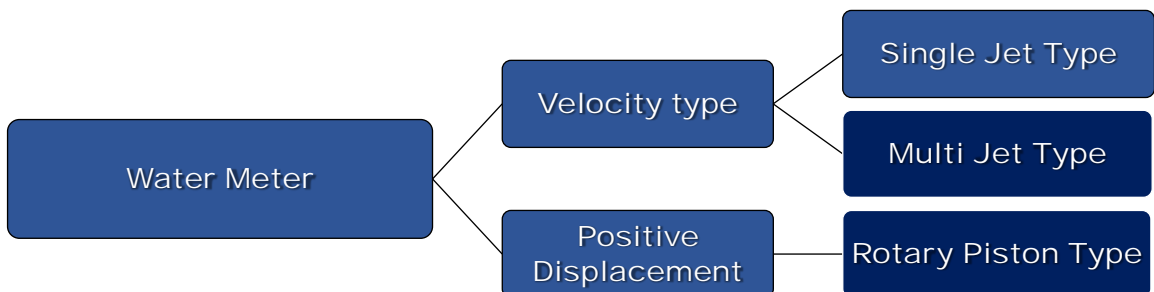 Water Meter
Velocity type
Positive
Displacement
Single Jet Type
Multi Jet Type
Rotary Piston Type